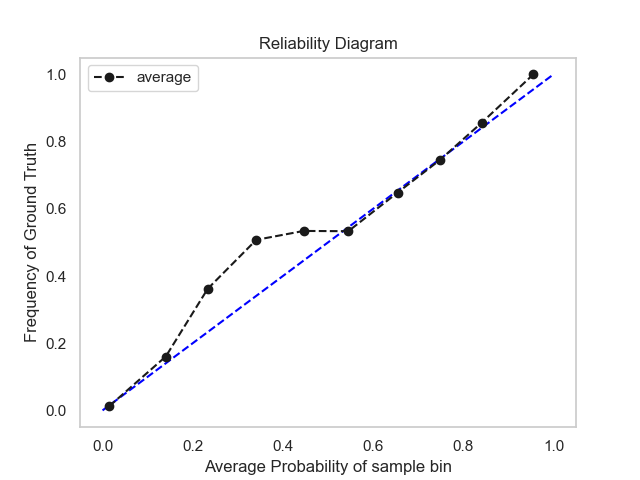 Reliability Diagram
average
1.0
0.8
0.6
0.4
0.2
0.0
Frequency of Ground Truth
0.0 0.2 0.4 0.6 0.8 1.0
Average Probability of sample bin